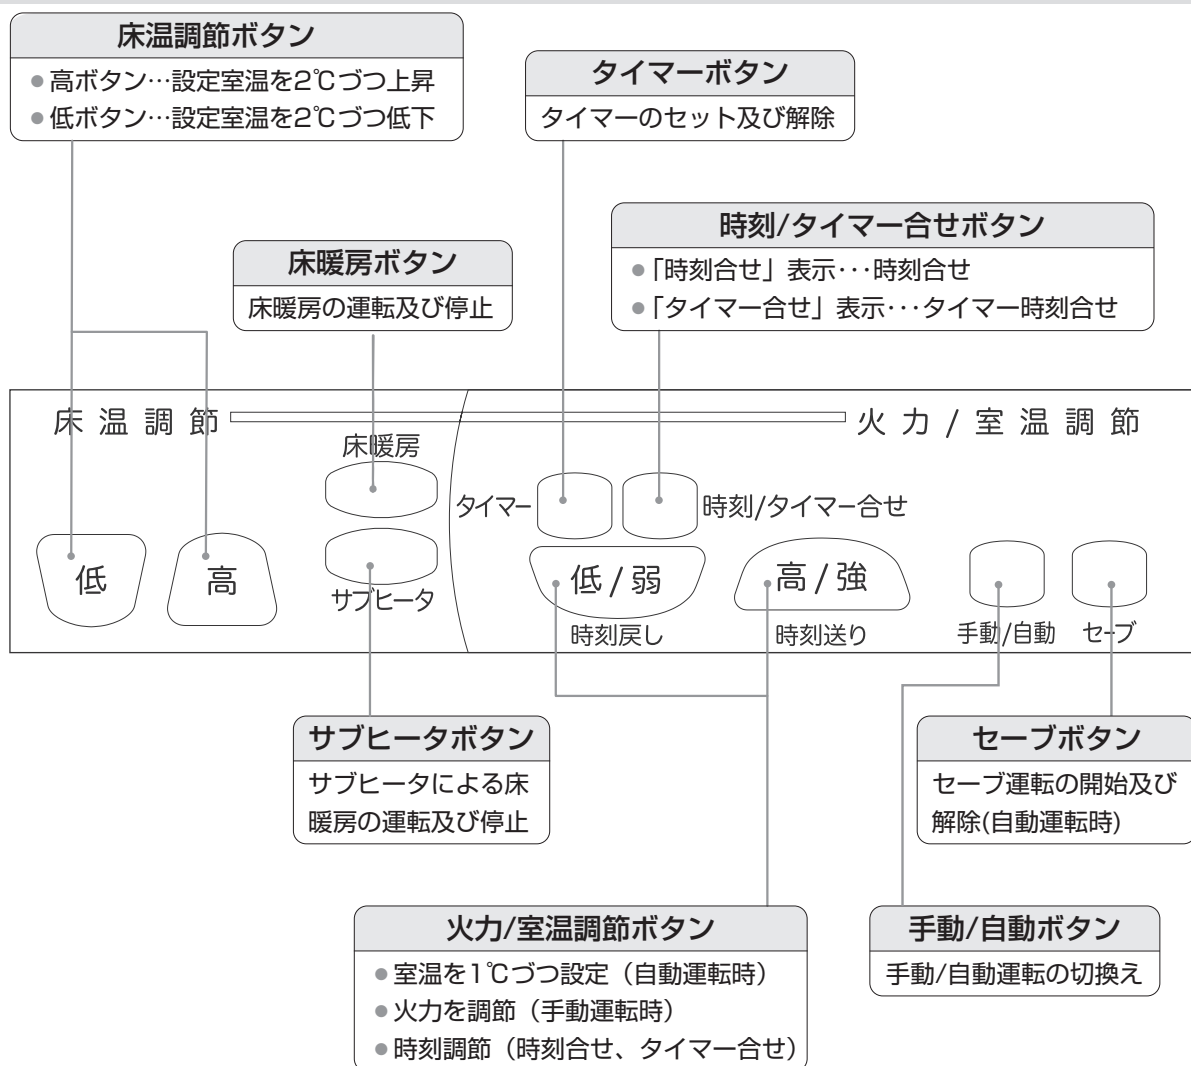 床温調節ボタン
●高ボタン…設定室温を2℃づつ上昇
●低ボタン…設定室温を2℃づつ低下
タイマーボタン
タイマーのセット及び解除
時刻/タイマー合せボタン
●「時刻合せ」表示･･･時刻合せ
●「タイマー合せ」表示･･･タイマー時刻合せ
床暖房ボタン
床暖房の運転及び停止
床温調節
火力/室温調節
床暖房
タイマー
時刻/タイマー合せ
低
高
サブヒータ
低/弱
高/強
時刻戻し
時刻送り
手動/自動
セーブ
サブヒータボタン
サブヒータによる床
暖房の運転及び停止
セーブボタン
セーブ運転の開始及び
解除(自動運転時)
火力/室温調節ボタン
●室温を1℃づつ設定（自動運転時）
●火力を調節（手動運転時）
●時刻調節（時刻合せ、タイマー合せ）
手動/自動ボタン
手動/自動運転の切換え